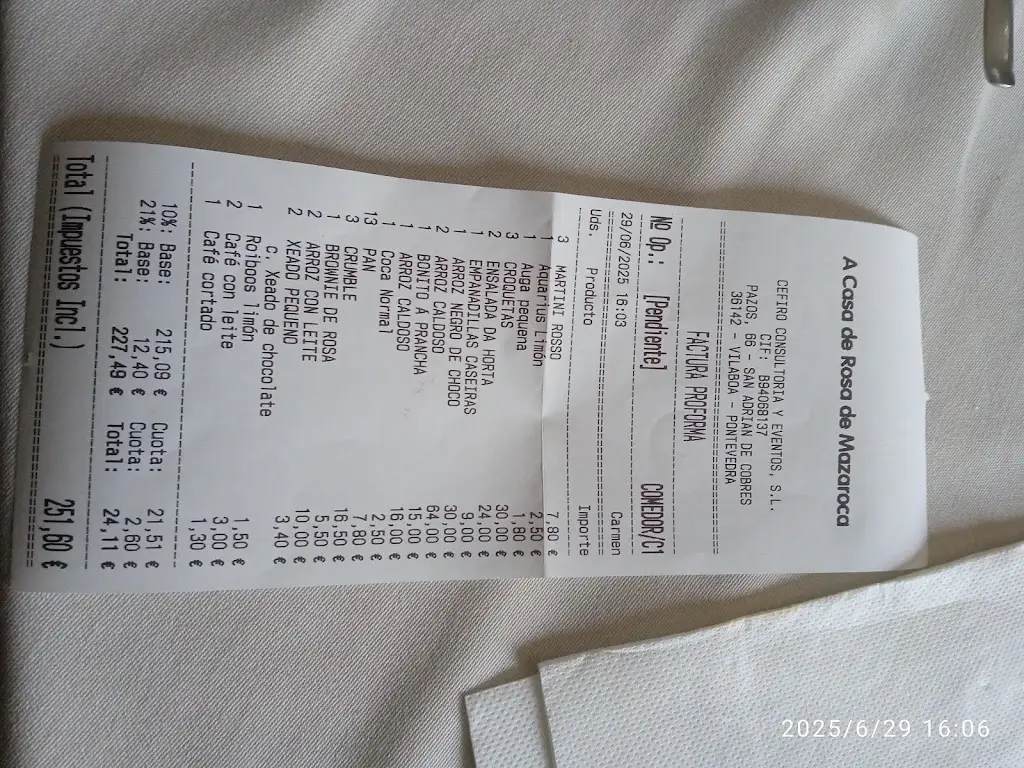 A Casa de Rosa de Mazaroca
CEFIRO CONSULTORIA Y EVENTOS, S.L.
CIF: B94068137
PAZOS, 66 - SAN ADRIAN DE COBRES
36142 - VILABOA - PONTEVEDRA
FACTURA PROFORMA
Nº Op.: [Pendiente] COMEDOR/C1
29/06/2025 16:03 Carmen
Uds. Producto Importe
3 MARTINI ROSSO 7,80 €
1 Aquarius Limón 2,50 €
1 Auga pequena 1,80 €
3 CROQUETAS 30,00 €
2 ENSALADA DA HORTA 24,00 €
1 EMPANADILLAS CASEIRAS 9,00 €
1 ARROZ NEGRO DE CHOCO 30,00 €
2 ARROZ CALDOSO 64,00 €
1 BONITO Á PRANCHA 15,00 €
1 ARROZ CALDOSO 16,00 €
1 Coca Normal 2,50 €
13 PAN 7,80 €
3 CRUMBLE 16,50 €
1 BROWNIE DE ROSA 5,50 €
2 ARROZ CON LEITE 10,00 €
2 XEADO PEQUENO 3,40 €
C. Xeado de chocolate
1 Roibos limón 1,50 €
2 Café con leite 3,00 €
1 Café cortado 1,30 €
10%: Base: 215,09 € Cuota: 21,51 €
21%: Base: 12,40 € Cuota: 2,60 €
Total: 227,49 € Total: 24,11 €
Total (Impuestos Incl.) 251,60 €
2025/6/29 16:06